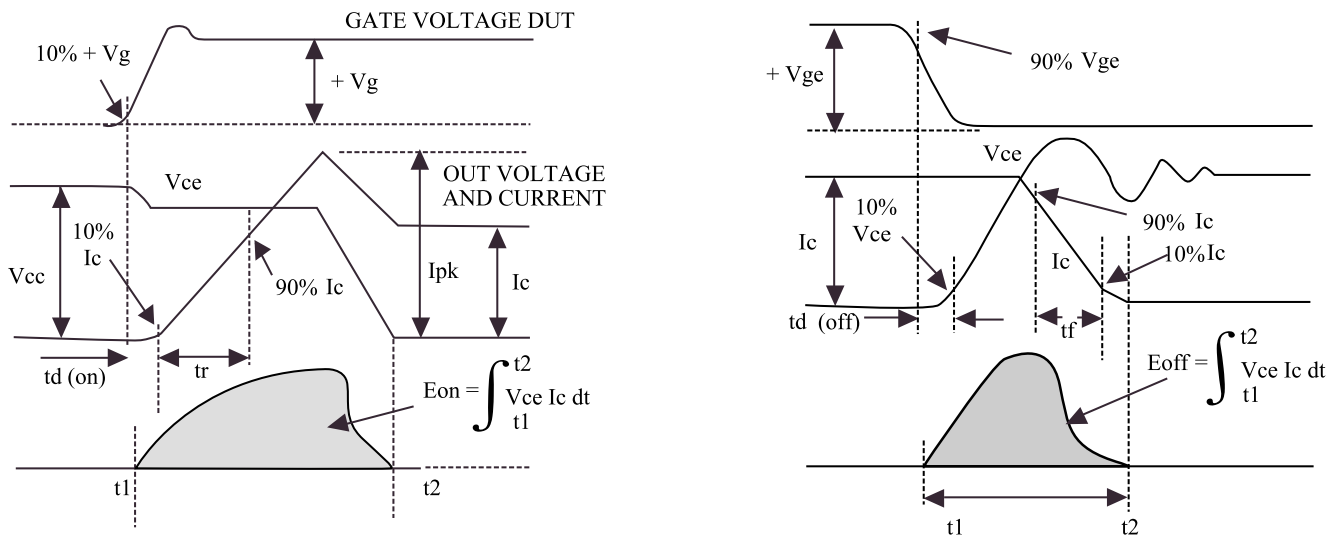 GATE VOLTAGE DUT
10% + Vg
+ Vg
OUT VOLTAGE
AND CURRENT
Vce
10%
Ic
Vcc
90% Ic
Ipk
Ic
td (on)
tr
Eon = ∫ t2
Vce Ic dt
t1
t1
t2
90% Vge
+ Vge
Vce
10%
Vce
90% Ic
Ic
Ic
10%Ic
td (off)
tf
Eoff = ∫ t2
Vce Ic dt
t1
t1
t2